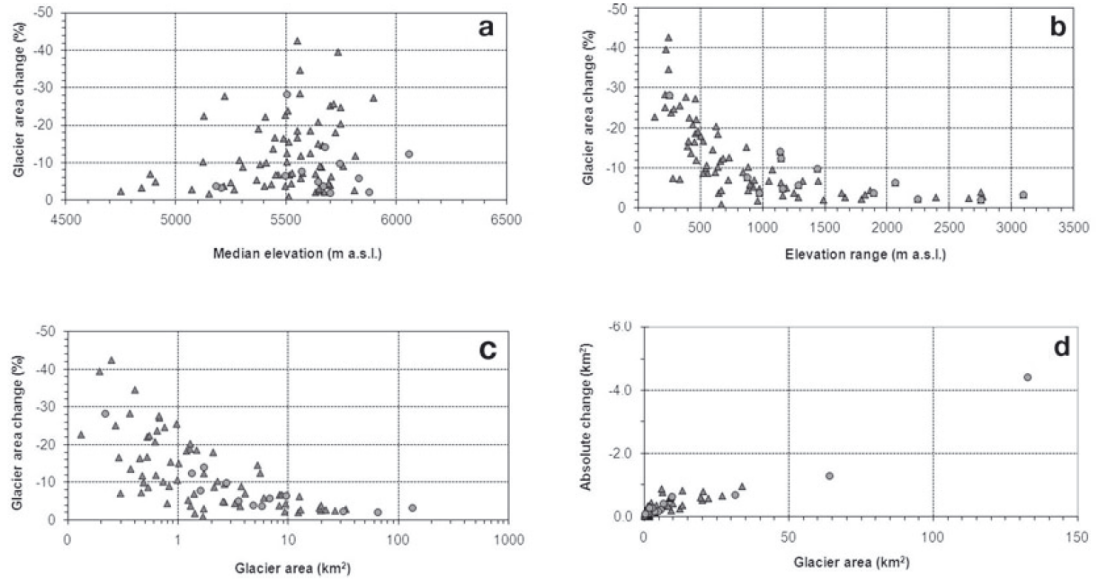 a
Glacier area change (%)
-50
-40
-30
-20
-10
0
4500 5000 5500 6000 6500
Median elevation (m a.s.l.)
b
Glacier area change (%)
-50
-40
-30
-20
-10
0
0 500 1000 1500 2000 2500 3000 3500
Elevation range (m a.s.l.)
c
Glacier area change (%)
-50
-40
-30
-20
-10
0
0 1 10 100 1000
Glacier area (km²)
d
Absolute change (km²)
-6.0
-4.0
-2.0
0.0
0 50 100 150
Glacier area (km²)